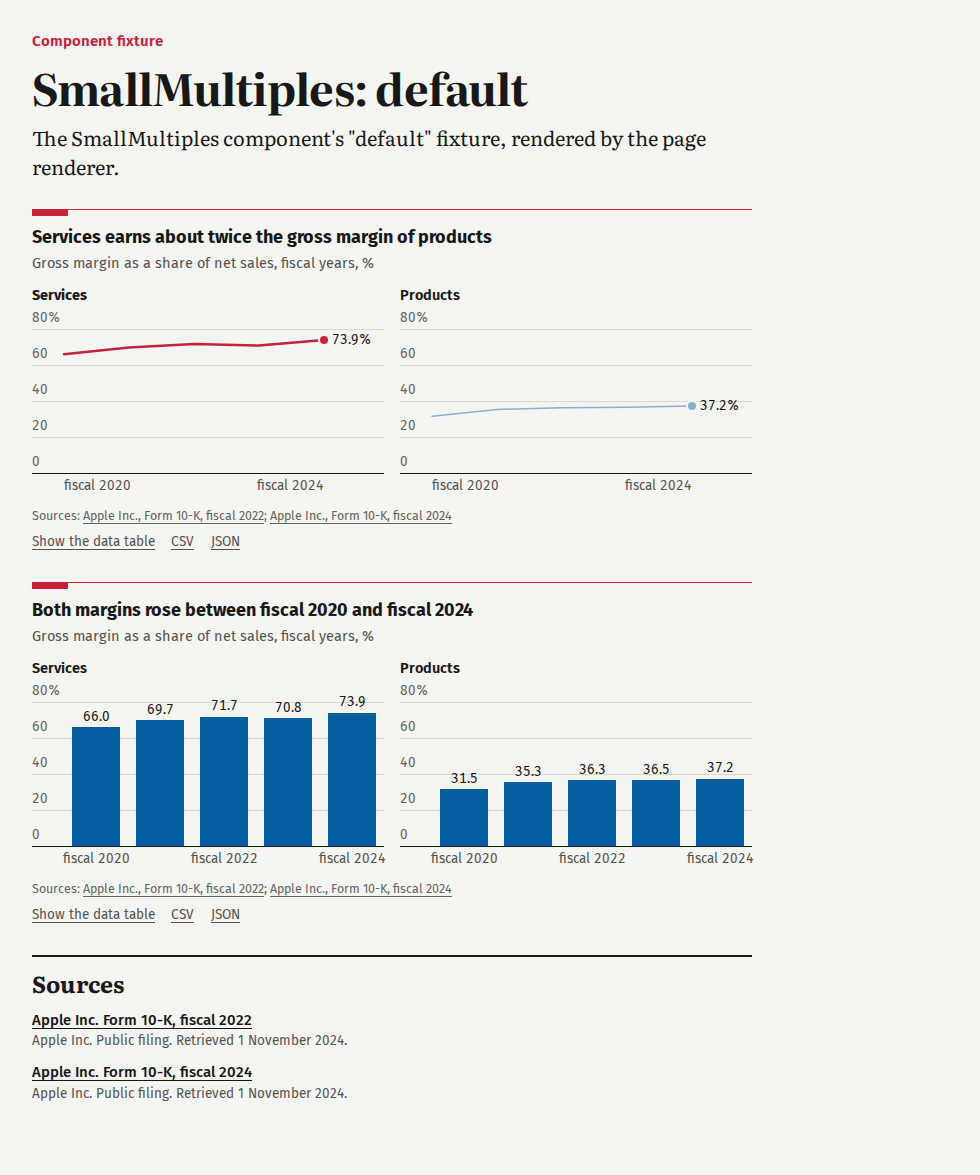 Component fixture
SmallMultiples: default
The SmallMultiples component's "default" fixture, rendered by the page
renderer.
Services earns about twice the gross margin of products
Gross margin as a share of net sales, fiscal years, %
Services
80%
60
40
20
0
73.9%
fiscal 2020
fiscal 2024
Products
80%
60
40
20
0
37.2%
fiscal 2020
fiscal 2024
Sources: Apple Inc., Form 10-K, fiscal 2022; Apple Inc., Form 10-K, fiscal 2024
Show the data table CSV JSON
Both margins rose between fiscal 2020 and fiscal 2024
Gross margin as a share of net sales, fiscal years, %
Services
80%
60
40
20
0
66.0
69.7
71.7
70.8
73.9
fiscal 2020
fiscal 2022
fiscal 2024
Products
80%
60
40
20
0
31.5
35.3
36.3
36.5
37.2
fiscal 2020
fiscal 2022
fiscal 2024
Sources: Apple Inc., Form 10-K, fiscal 2022; Apple Inc., Form 10-K, fiscal 2024
Show the data table CSV JSON
Sources
Apple Inc. Form 10-K, fiscal 2022
Apple Inc. Public filing. Retrieved 1 November 2024.
Apple Inc. Form 10-K, fiscal 2024
Apple Inc. Public filing. Retrieved 1 November 2024.